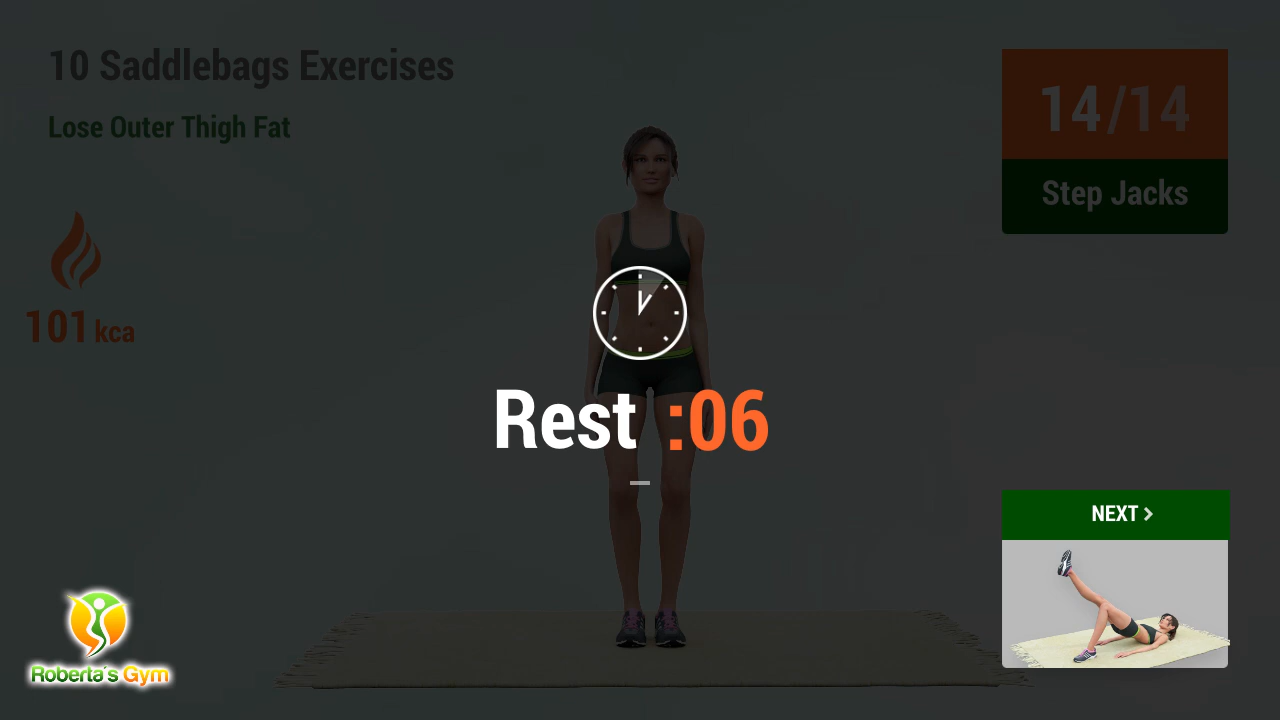 10 Saddlebags Exercises
Lose Outer Thigh Fat
14/14
Step Jacks
101 kca
Rest :06
NEXT >
Roberta's Gym